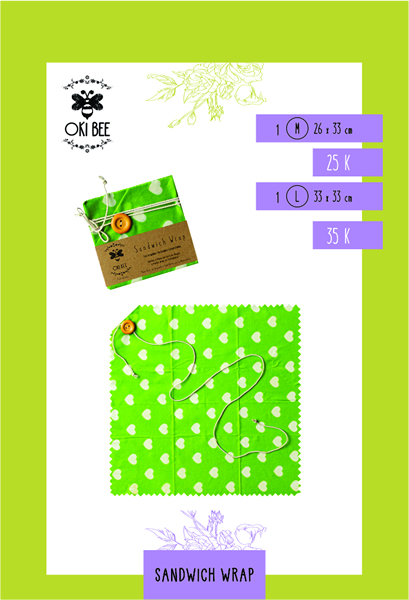 OKI BEE
1 M 26 x 33 cm
25 K
1 L 33 x 33 cm
35 K
Sandwich Wrap
OKI BEE
SANDWICH WRAP